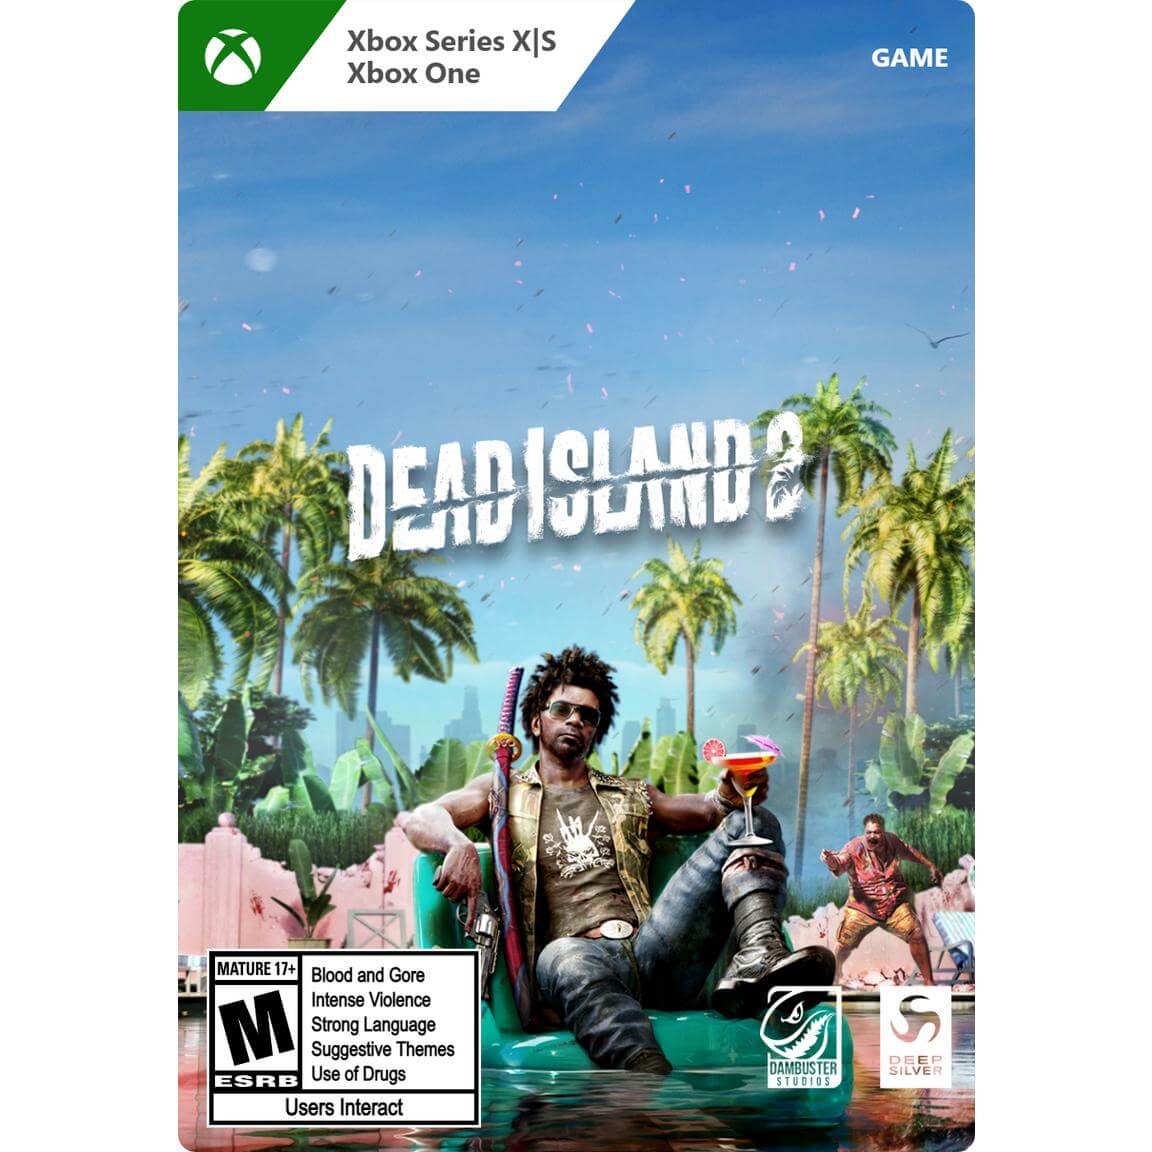 Xbox Series X|S
Xbox One
GAME
DEAD ISLAND 2
MATURE 17+
M
ESRB
Blood and Gore
Intense Violence
Strong Language
Suggestive Themes
Use of Drugs
Users Interact
DAMBUSTER
STUDIOS
DEEP
SILVER